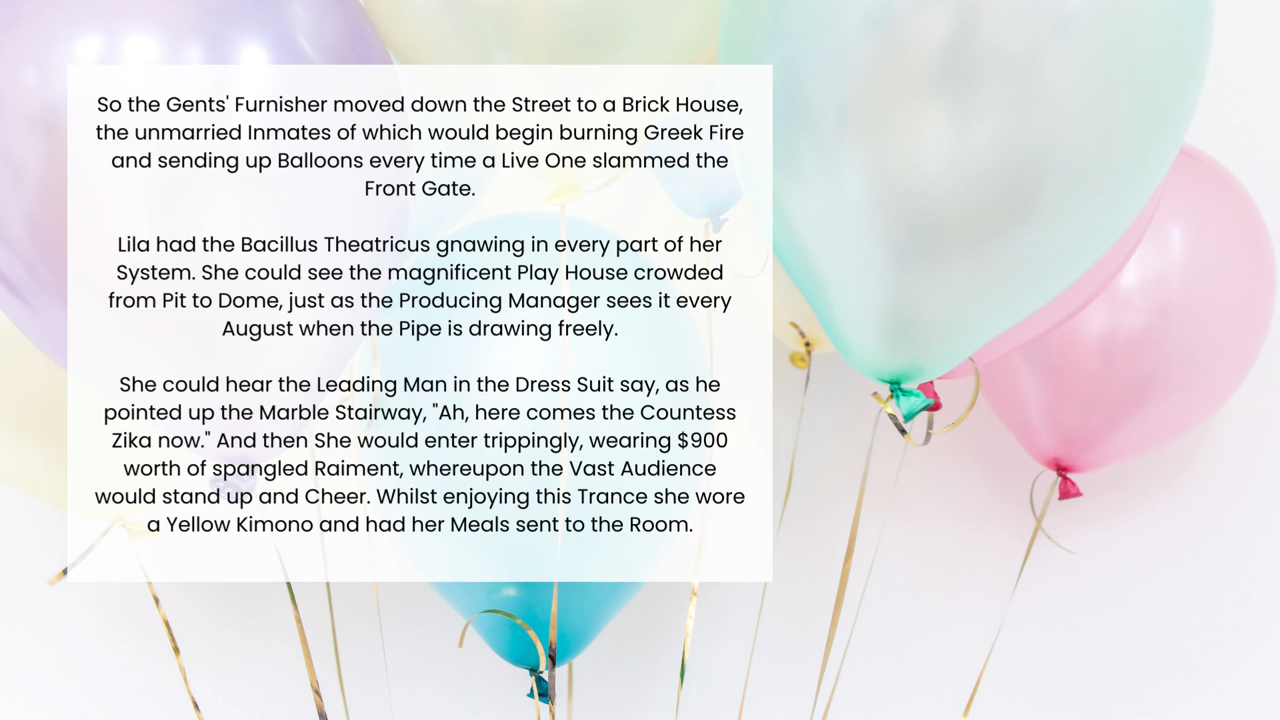 So the Gents' Furnisher moved down the Street to a Brick House,
the unmarried Inmates of which would begin burning Greek Fire
and sending up Balloons every time a Live One slammed the
Front Gate.
Lila had the Bacillus Theatricus gnawing in every part of her
System. She could see the magnificent Play House crowded
from Pit to Dome, just as the Producing Manager sees it every
August when the Pipe is drawing freely.
She could hear the Leading Man in the Dress Suit say, as he
pointed up the Marble Stairway, "Ah, here comes the Countess
Zika now." And then She would enter trippingly, wearing $900
worth of spangled Raiment, whereupon the Vast Audience
would stand up and Cheer. Whilst enjoying this Trance she wore
a Yellow Kimono and had her Meals sent to the Room.